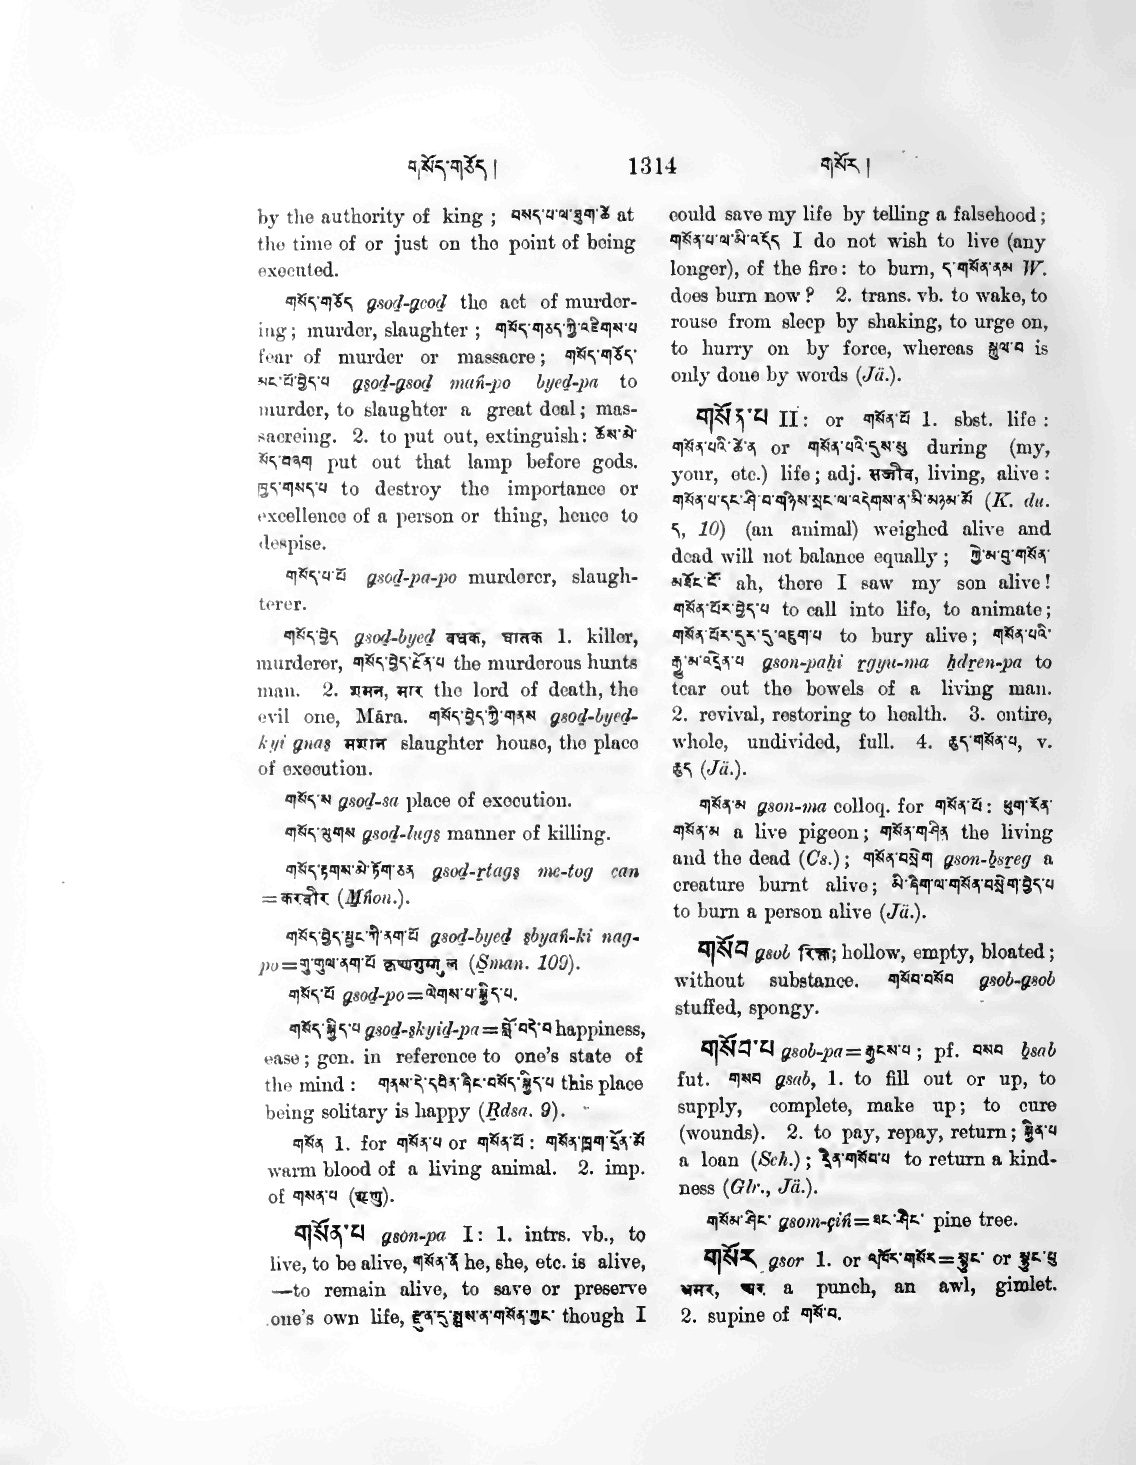 གསོད་གཅོད། 1314 གསོར།
by the authority of king; བསད་པ་ལ་ཐུག་ཚེ at
the time of or just on the point of being
executed.
གསོད་གཅོད gsod-gcod the act of murder-
ing; murder, slaughter; གསོད་གཅད་ཀྱི་འཇིགས་པ
fear of murder or massacre; གསོད་གཅོད་
མང་པོ་བྱེད་པ gsod-gsod mañ-po byed-pa to
murder, to slaughter a great deal; mas-
sacreing. 2. to put out, extinguish: ཆོས་མེ་
སོད་བཤག put out that lamp before gods.
ཁྱད་གསད་པ to destroy the importance or
excellence of a person or thing, hence to
despise.
གསོད་པ་པོ gsod-pa-po murderer, slaugh-
terer.
གསོད་བྱེད gsod-byed वधक, घातक 1. killer,
murderer, གསོད་བྱེད་རྔོན་པ the murderous hunts
man. 2. शमन, मार the lord of death, the
evil one, Māra. གསོད་བྱེད་ཀྱི་གནས gsod-byed-
kyi gnas मशान slaughter house, the place
of execution.
གསོད་ས gsod-sa place of execution.
གསོད་ལུགས gsod-lugs manner of killing.
གསོད་རྟགས་མེ་ཏོག་ཅན gsod-rtags me-tog can
=करवीर (Mñon.).
གསོད་བྱེད་སྦྱང་ཀི་ནག་པོ gsod-byed sbyañ-ki nag-
po=གུ་གུལ་ནག་པོ कृष्णगुग्गुल (Sman. 109).
གསོད་པོ gsod-po=ལེགས་པ་སྐྱིད་པ.
གསོད་སྐྱིད་པ gsod-skyid-pa=བློ་བདེ་བ happiness,
ease; gen. in reference to one's state of
the mind: གནས་དེ་དབེན་ཞིང་བསོད་སྐྱིད་པ this place
being solitary is happy (Rdsa. 9).
གསོན 1. for གསོན་པ or གསོན་པོ: གསོན་ཁྲག་དྲོན་མོ
warm blood of a living animal. 2. imp.
of གསན་པ (ཨྲྀཎུ).
གསོན་པ gson-pa I: 1. intrs. vb., to
live, to be alive, གསོན་ནོ he, she, etc. is alive,
—to remain alive, to save or preserve
one's own life, རྫུན་དུ་སྨྲས་ན་གསོན་ཀྱང་ though I
could save my life by telling a falsehood;
གསོན་པ་ལ་མི་འདོད I do not wish to live (any
longer), of the fire: to burn, ད་གསོན་ནམ W.
does burn now? 2. trans. vb. to wake, to
rouse from sleep by shaking, to urge on,
to hurry on by force, whereas སྐུལ་བ is
only done by words (Jä.).
གསོན་པ II: or གསོན་པོ 1. sbst. life:
གསོན་པའི་ཚེ་ན or གསོན་པའི་དུས་སུ during (my,
your, etc.) life; adj. सजीव, living, alive:
གསོན་པ་དང་ཤི་བ་གཉིས་སྲང་ལ་འདེགས་ན་མི་མཉམ་མོ (K. du.
ད, 10) (an animal) weighed alive and
dead will not balance equally; ཀྱེ་མ་བུ་གསོན་
མཐོང་ངོ་ ah, there I saw my son alive!
གསོན་པོར་བྱེད་པ to call into life, to animate;
གསོན་པོར་དུར་དུ་འཇུག་པ to bury alive; གསོན་པའི་
རྒྱུ་མ་འདྲེན་པ gson-paḥi rgyu-ma ḥdren-pa to
tear out the bowels of a living man.
2. revival, restoring to health. 3. entire,
whole, undivided, full. 4. ཆུད་གསོན་པ, v.
ཆུད (Jä.).
གསོན་མ gson-ma colloq. for གསོན་པོ: ཕུག་རོན་
གསོན་མ a live pigeon; གསོན་གཤིན the living
and the dead (Cs.); གསོན་བསྲེག gson-bsreg a
creature burnt alive; མི་ཞིག་ལ་གསོན་བསྲེག་བྱེད་པ
to burn a person alive (Jä.).
གསོབ gsob रिक्त; hollow, empty, bloated;
without substance. གསོབ་གསོབ gsob-gsob
stuffed, spongy.
གསོབ་པ gsob-pa=རྒྱངས་པ; pf. བསབ bsab
fut. གསབ gsab, 1. to fill out or up, to
supply, complete, make up; to cure
(wounds). 2. to pay, repay, return; སྐྱིན་པ
a loan (Sch.); དྲིན་གསོབ་པ to return a kind-
ness (Glr., Jä.).
གསོམ་ཤིང་ gsom-çiñ=ཐང་ཤིང་ pine tree.
གསོར gsor 1. or འཁོར་གསོར=སྙུང་ or སྙུང་བུ
भ्रमर, आर a punch, an awl, gimlet.
2. supine of གསོ་བ.